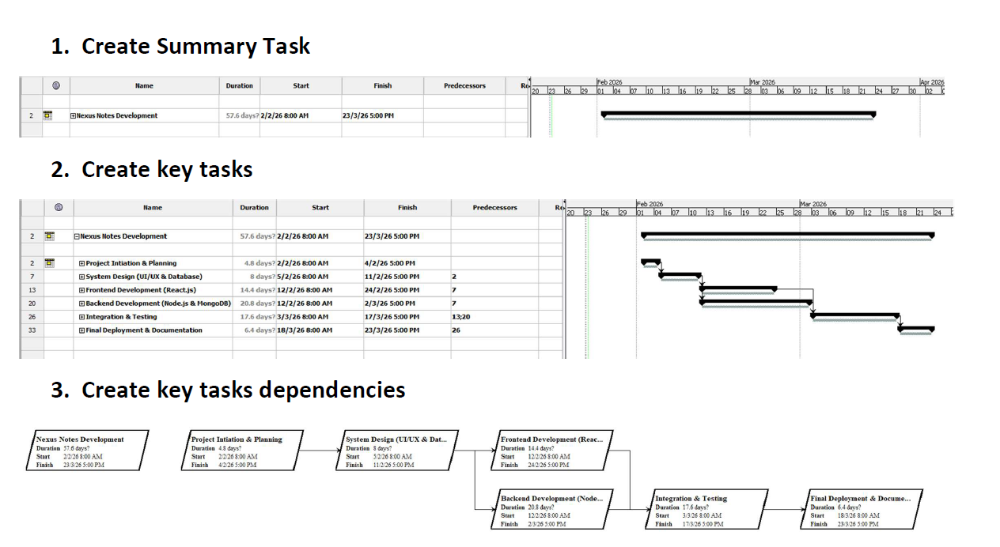 1. Create Summary Task
Name Duration Start Finish Predecessors
Feb 2026 Mar 2026 Apr 2026
20 23 26 29 01 04 07 10 13 16 19 22 25 28 03 06 09 12 15 18 21 24 27 30 02
2 Nexus Notes Development 57.6 days? 2/2/26 8:00 AM 23/3/26 5:00 PM
2. Create key tasks
Name Duration Start Finish Predecessors
Feb 2026 Mar 2026
20 23 26 29 01 04 07 10 13 16 19 22 25 28 03 06 09 12 15 18 21 24
2 Nexus Notes Development 57.6 days? 2/2/26 8:00 AM 23/3/26 5:00 PM
2 Project Intiation & Planning 4.8 days? 2/2/26 8:00 AM 4/2/26 5:00 PM
7 System Design (UI/UX & Database) 8 days? 5/2/26 8:00 AM 11/2/26 5:00 PM 2
13 Frontend Development (React.js) 14.4 days? 12/2/26 8:00 AM 24/2/26 5:00 PM 7
20 Backend Development (Node.js & MongoDB) 20.8 days? 12/2/26 8:00 AM 2/3/26 5:00 PM 7
26 Integration & Testing 17.6 days? 3/3/26 8:00 AM 17/3/26 5:00 PM 13;20
33 Final Deployment & Documentation 6.4 days? 18/3/26 8:00 AM 23/3/26 5:00 PM 26
3. Create key tasks dependencies
Nexus Notes Development
Duration 57.6 days?
Start 2/2/26 8:00 AM
Finish 23/3/26 5:00 PM
Project Intiation & Planning
Duration 4.8 days?
Start 2/2/26 8:00 AM
Finish 4/2/26 5:00 PM
System Design (UI/UX & Dat...
Duration 8 days?
Start 5/2/26 8:00 AM
Finish 11/2/26 5:00 PM
Frontend Development (Reac...
Duration 14.4 days?
Start 12/2/26 8:00 AM
Finish 24/2/26 5:00 PM
Backend Development (Node...
Duration 20.8 days?
Start 12/2/26 8:00 AM
Finish 2/3/26 5:00 PM
Integration & Testing
Duration 17.6 days?
Start 3/3/26 8:00 AM
Finish 17/3/26 5:00 PM
Final Deployment & Docume...
Duration 6.4 days?
Start 18/3/26 8:00 AM
Finish 23/3/26 5:00 PM